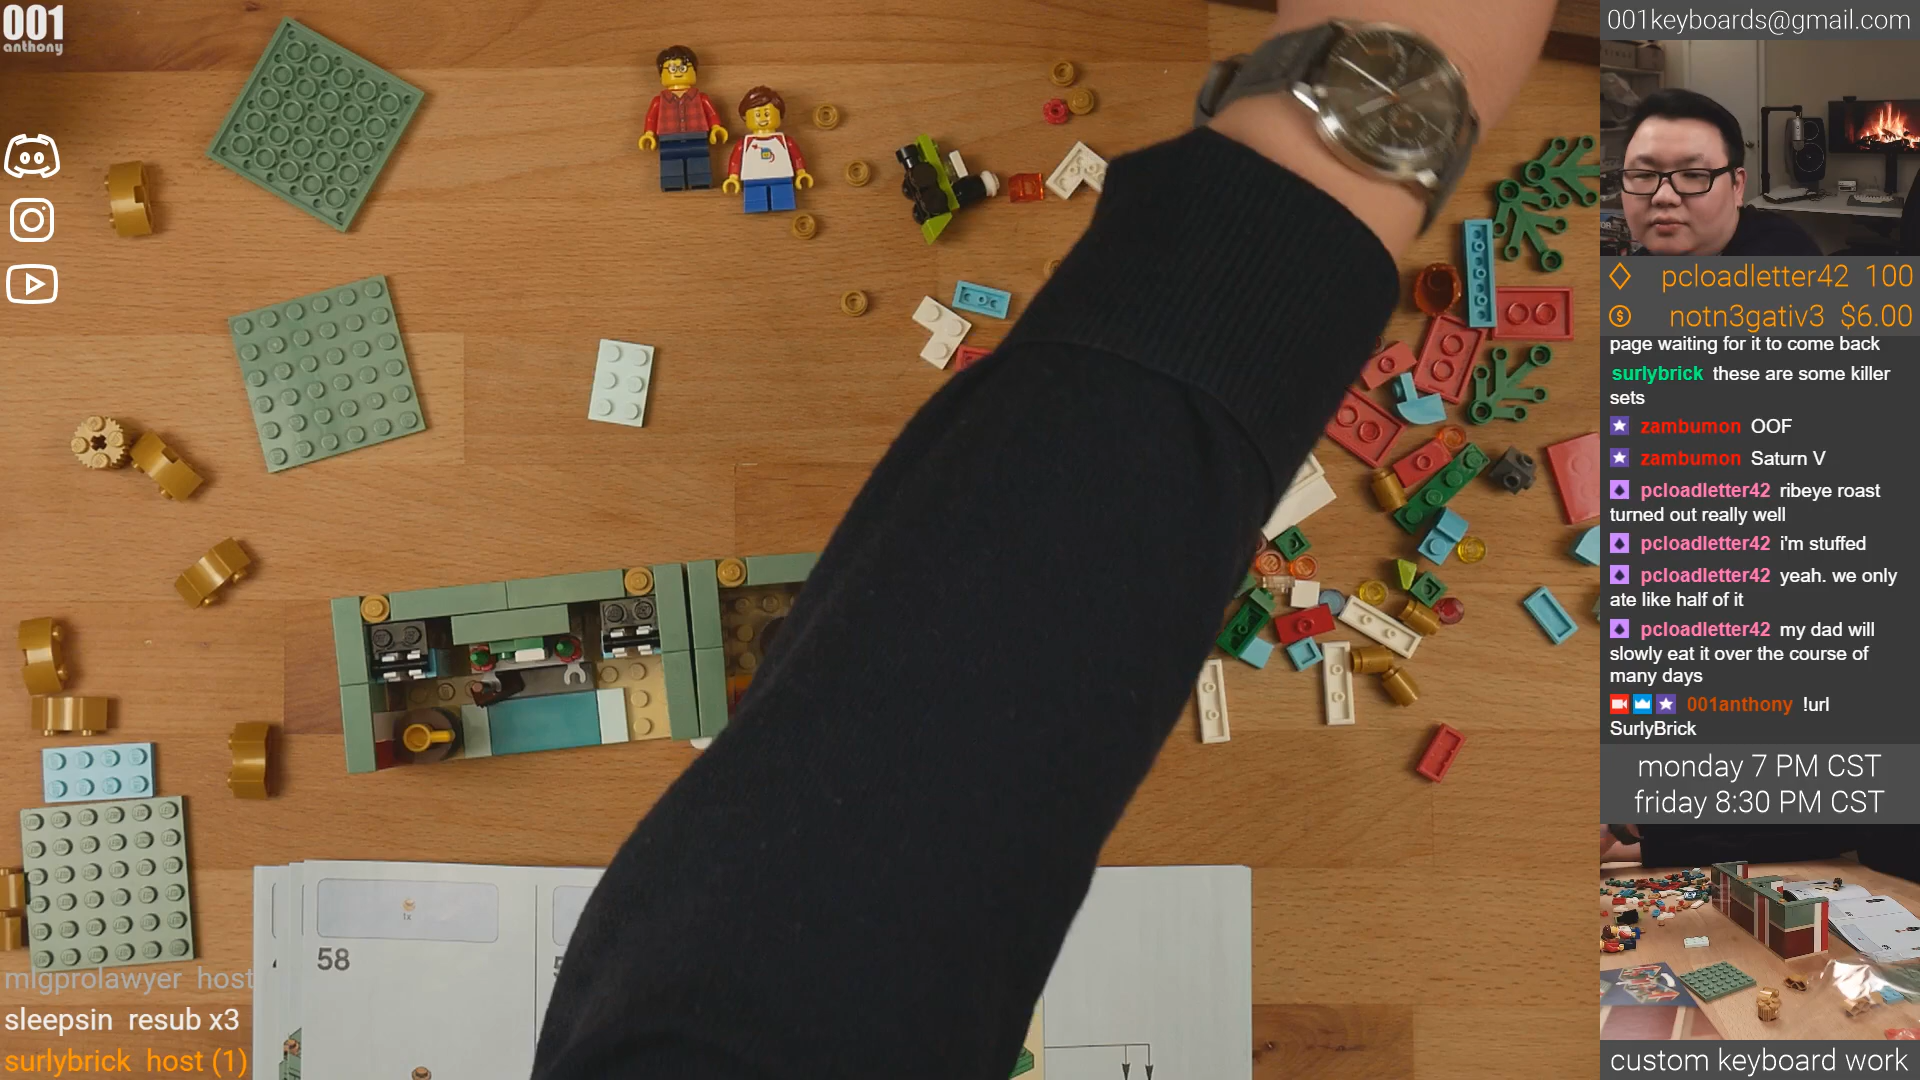 001
anthony
1x
58
mlgprolawyer host
sleepsin resub x3
surlybrick host (1)
001keyboards@gmail.com
pcloadletter42 100
notn3gativ3 $6.00
page waiting for it to come back
surlybrick these are some killer
sets
zambumon OOF
zambumon Saturn V
pcloadletter42 ribeye roast
turned out really well
pcloadletter42 i'm stuffed
pcloadletter42 yeah. we only
ate like half of it
pcloadletter42 my dad will
slowly eat it over the course of
many days
001anthony !url
SurlyBrick
monday 7 PM CST
friday 8:30 PM CST
custom keyboard work